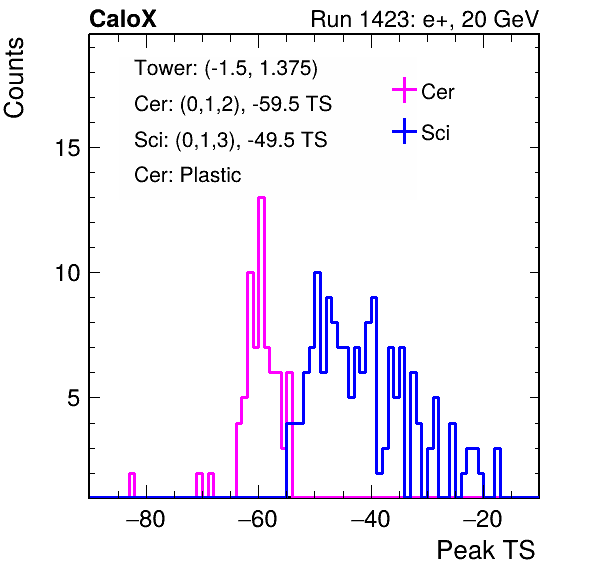 CaloX Run 1423: e+, 20 GeV
Counts
Tower: (-1.5, 1.375)
Cer: (0,1,2), -59.5 TS
Sci: (0,1,3), -49.5 TS
Cer: Plastic
Cer
Sci
15
10
5
−80 −60 −40 −20
Peak TS